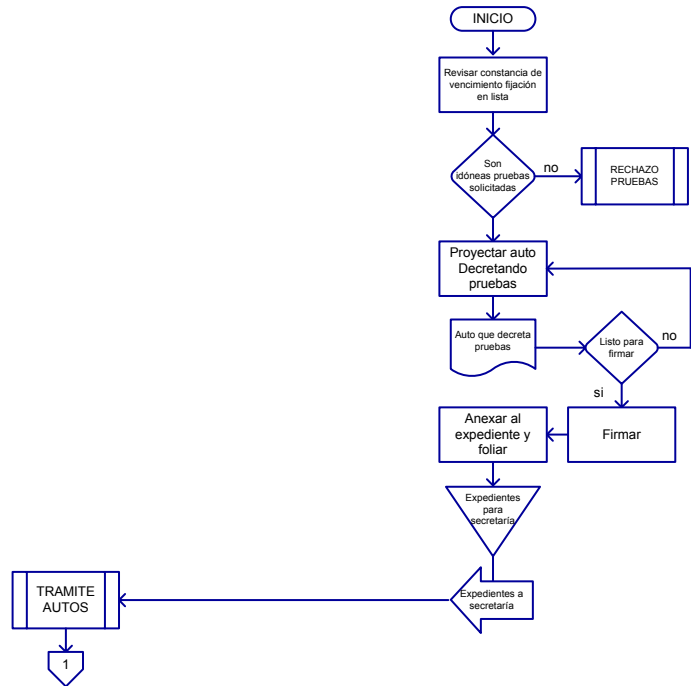 INICIO
Revisar constancia de
vencimiento fijación
en lista
Son
idóneas pruebas
solicitadas
no
RECHAZO
PRUEBAS
Proyectar auto
Decretando
pruebas
Auto que decreta
pruebas
Listo para
firmar
no
si
Anexar al
expediente y
foliar
Firmar
Expedientes
para
secretaría
Expedientes a
secretaría
TRAMITE
AUTOS
1